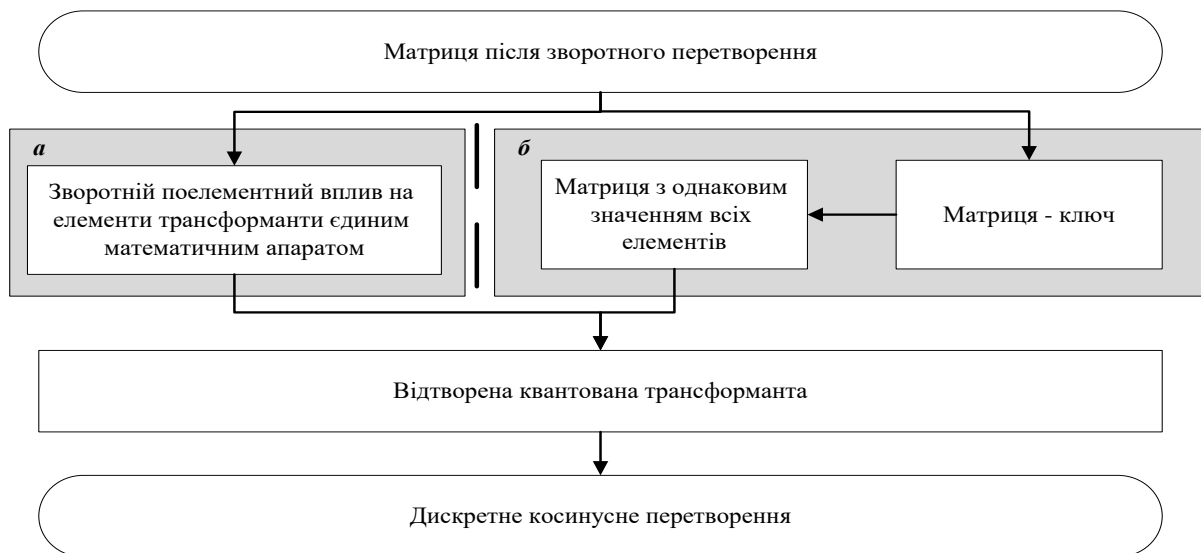 Матриця після зворотного перетворення
а
Зворотній поелементний вплив на
елементи трансформанти єдиним
математичним апаратом
б
Матриця з однаковим
значенням всіх
елементів
Матриця - ключ
Відтворена квантована трансформанта
Дискретне косинусне перетворення